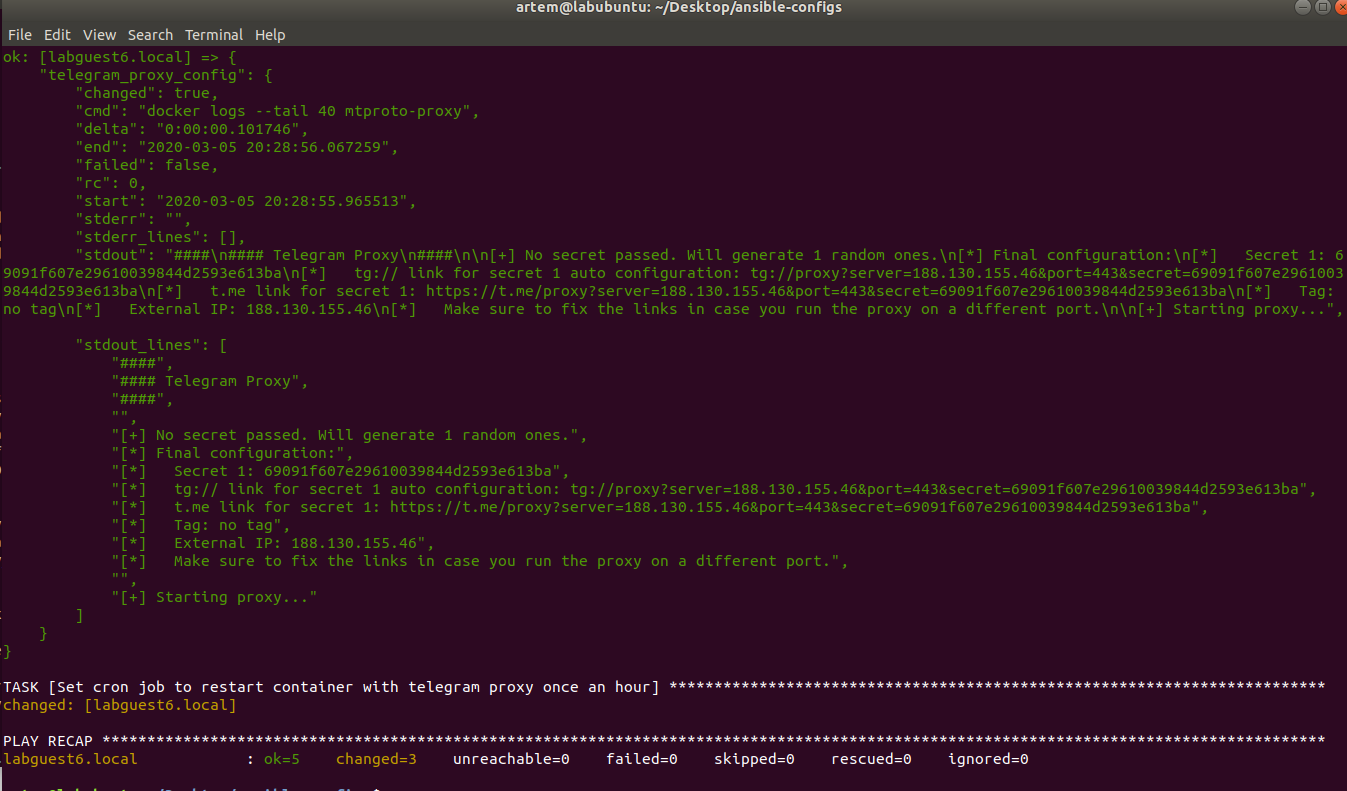 artem@labubuntu: ~/Desktop/ansible-configs
File Edit View Search Terminal Help
ok: [labguest6.local] => {
    "telegram_proxy_config": {
        "changed": true,
        "cmd": "docker logs --tail 40 mtproto-proxy",
        "delta": "0:00:00.101746",
        "end": "2020-03-05 20:28:56.067259",
        "failed": false,
        "rc": 0,
        "start": "2020-03-05 20:28:55.965513",
        "stderr": "",
        "stderr_lines": [],
        "stdout": "####\n#### Telegram Proxy\n####\n\n[+] No secret passed. Will generate 1 random ones.\n[*] Final configuration:\n[*]   Secret 1: 6
9091f607e29610039844d2593e613ba\n[*]   tg:// link for secret 1 auto configuration: tg://proxy?server=188.130.155.46&port=443&secret=69091f607e2961003
9844d2593e613ba\n[*]   t.me link for secret 1: https://t.me/proxy?server=188.130.155.46&port=443&secret=69091f607e29610039844d2593e613ba\n[*]   Tag:
no tag\n[*]   External IP: 188.130.155.46\n[*]   Make sure to fix the links in case you run the proxy on a different port.\n\n[+] Starting proxy...",
        "stdout_lines": [
            "####",
            "#### Telegram Proxy",
            "####",
            "",
            "[+] No secret passed. Will generate 1 random ones.",
            "[*] Final configuration:",
            "[*]   Secret 1: 69091f607e29610039844d2593e613ba",
            "[*]   tg:// link for secret 1 auto configuration: tg://proxy?server=188.130.155.46&port=443&secret=69091f607e29610039844d2593e613ba",
            "[*]   t.me link for secret 1: https://t.me/proxy?server=188.130.155.46&port=443&secret=69091f607e29610039844d2593e613ba",
            "[*]   Tag: no tag",
            "[*]   External IP: 188.130.155.46",
            "[*]   Make sure to fix the links in case you run the proxy on a different port.",
            "",
            "[+] Starting proxy..."
        ]
    }
}
TASK [Set cron job to restart container with telegram proxy once an hour] *************************************************************************
changed: [labguest6.local]
PLAY RECAP ****************************************************************************************************************************************
labguest6.local            : ok=5    changed=3    unreachable=0    failed=0    skipped=0    rescued=0    ignored=0